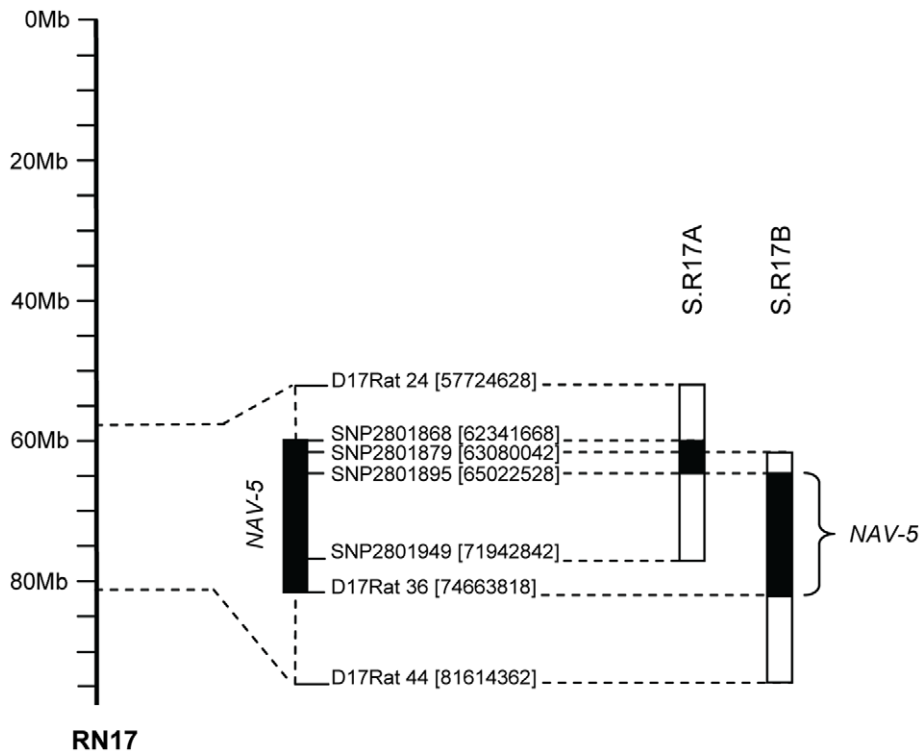 0Mb
20Mb
40Mb
60Mb
80Mb
RN17
NAV-5
D17Rat 24 [57724628]
SNP2801868 [62341668]
SNP2801879 [63080042]
SNP2801895 [65022528]
SNP2801949 [71942842]
D17Rat 36 [74663818]
D17Rat 44 [81614362]
S.R17A
S.R17B
NAV-5